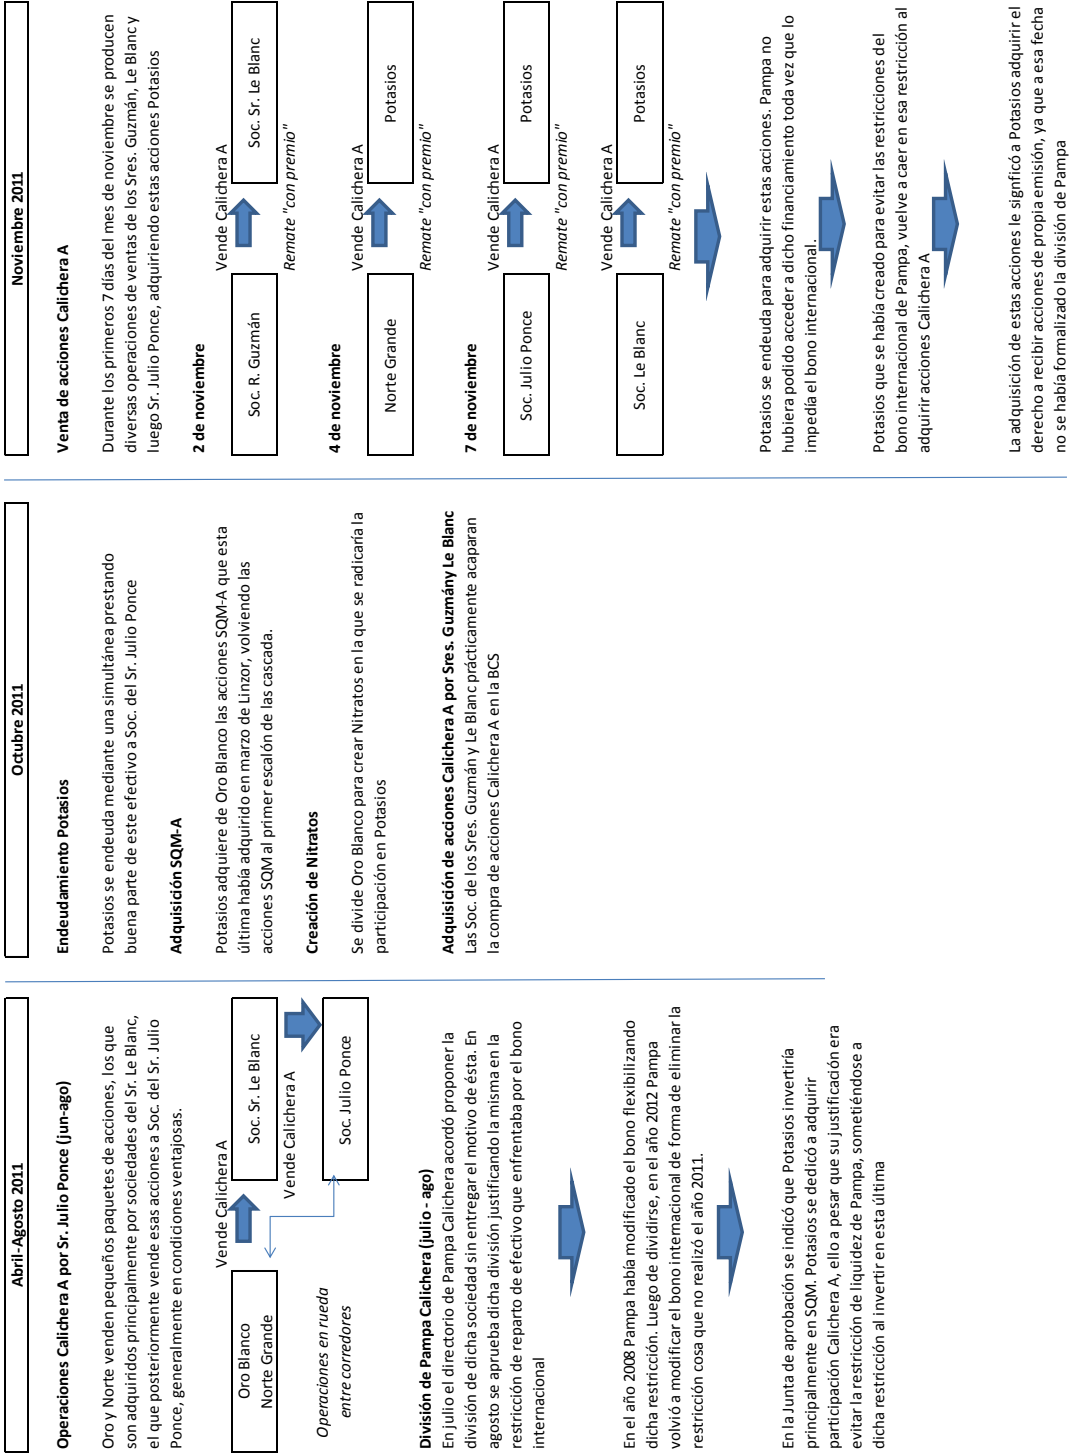 Abril-Agosto 2011
Operaciones Calichera A por Sr. Julio Ponce (jun-ago)
Oro y Norte venden pequeños paquetes de acciones, los que
son adquiridos principalmente por sociedades del Sr. Le Blanc,
el que posteriormente vende esas acciones a Soc. del Sr. Julio
Ponce, generalmente en condiciones ventajosas.
Vende Calichera A
Oro Blanco
Norte Grande
Soc. Sr. Le Blanc
Vende Calichera A
Soc. Julio Ponce
Operaciones en rueda
entre corredores
División de Pampa Calichera (julio - ago)
En julio el directorio de Pampa Calichera acordó proponer la
división de dicha sociedad sin entregar el motivo de ésta. En
agosto se aprueba dicha división justificando la misma en la
restricción de reparto de efectivo que enfrentaba por el bono
internacional
En el año 2008 Pampa había modificado el bono flexibilizando
dicha restricción. Luego de dividirse, en el año 2012 Pampa
volvió a modificar el bono internacional de forma de eliminar la
restricción cosa que no realizó el año 2011.
En la Junta de aprobación se indicó que Potasios invertiría
principalmente en SQM. Potasios se dedicó a adquirir
participación Calichera A, ello a pesar que su justificación era
evitar la restricción de liquidez de Pampa, sometiéndose a
dicha restricción al invertir en esta última
Octubre 2011
Endeudamiento Potasios
Potasios se endeuda mediante una simultánea prestando
buena parte de este efectivo a Soc. del Sr. Julio Ponce
Adquisición SQM-A
Potasios adquiere de Oro Blanco las acciones SQM-A que esta
última había adquirido en marzo de Linzor, volviendo las
acciones SQM al primer escalón de las cascada.
Creación de Nitratos
Se divide Oro Blanco para crear Nitratos en la que se radicaría la
participación en Potasios
Adquisición de acciones Calichera A por Sres. Guzmán y Le Blanc
Las Soc. de los Sres. Guzmán y Le Blanc prácticamente acaparan
la compra de acciones Calichera A en la BCS
Noviembre 2011
Venta de acciones Calichera A
Durante los primeros 7 días del mes de noviembre se producen
diversas operaciones de ventas de los Sres. Guzmán, Le Blanc y
luego Sr. Julio Ponce, adquiriendo estas acciones Potasios
2 de noviembre
Vende Calichera A
Soc. R. Guzmán
Soc. Sr. Le Blanc
Remate "con premio"
4 de noviembre
Vende Calichera A
Norte Grande
Potasios
Remate "con premio"
7 de noviembre
Vende Calichera A
Soc. Julio Ponce
Potasios
Remate "con premio"
Vende Calichera A
Soc. Le Blanc
Potasios
Remate "con premio"
Potasios se endeuda para adquirir estas acciones. Pampa no
hubiera podido acceder a dicho financiamiento toda vez que lo
impedía el bono internacional.
Potasios que se había creado para evitar las restricciones del
bono internacional de Pampa, vuelve a caer en esa restricción al
adquirir acciones Calichera A
La adquisición de estas acciones le signficó a Potasios adquirir el
derecho a recibir acciones de propia emisión, ya que a esa fecha
no se había formalizado la división de Pampa